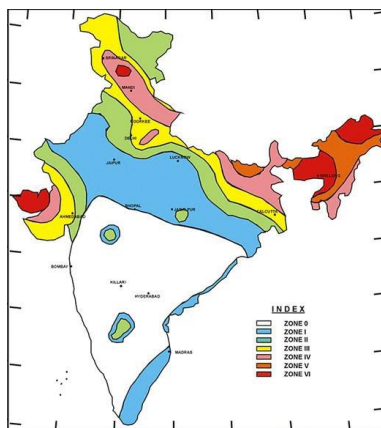 SRINAGAR
MANDI
ROORKEE
DELHI
JAIPUR
LUCKNOW
SHILLONG
AHMEDABAD
BHOPAL
JABALPUR
CALCUTTA
BOMBAY
KILLARI
HYDERABAD
MADRAS
INDEX
ZONE 0
ZONE I
ZONE II
ZONE III
ZONE IV
ZONE V
ZONE VI